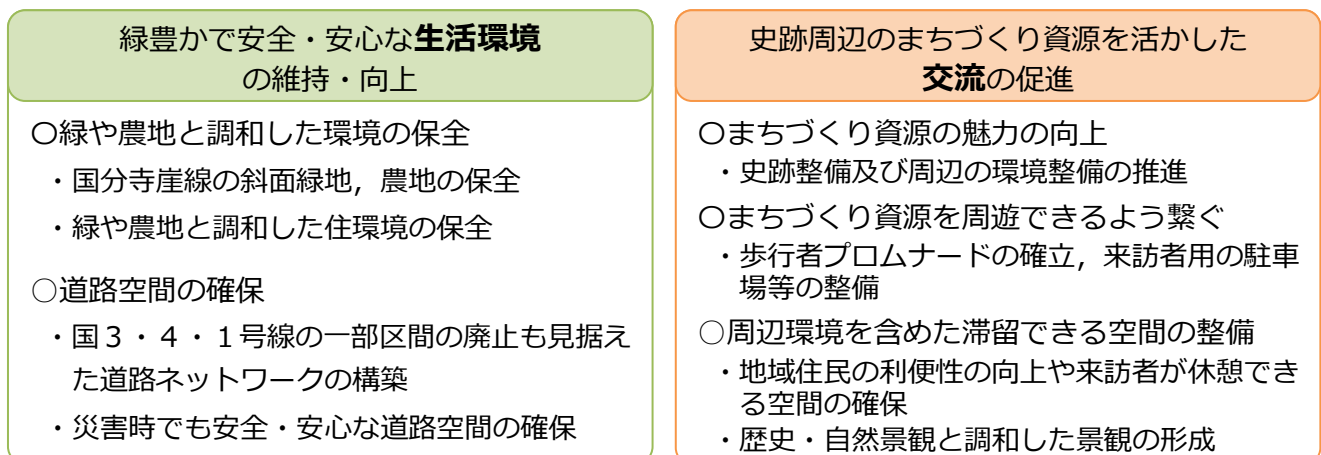 緑豊かで安全・安心な生活環境
の維持・向上
〇緑や農地と調和した環境の保全
・国分寺崖線の斜面緑地，農地の保全
・緑や農地と調和した住環境の保全
○道路空間の確保
・国３・４・１号線の一部区間の廃止も見据え
た道路ネットワークの構築
・災害時でも安全・安心な道路空間の確保
史跡周辺のまちづくり資源を活かした
交流の促進
〇まちづくり資源の魅力の向上
・史跡整備及び周辺の環境整備の推進
〇まちづくり資源を周遊できるよう繋ぐ
・歩行者プロムナードの確立，来訪者用の駐車
場等の整備
○周辺環境を含めた滞留できる空間の整備
・地域住民の利便性の向上や来訪者が休憩でき
る空間の確保
・歴史・自然景観と調和した景観の形成